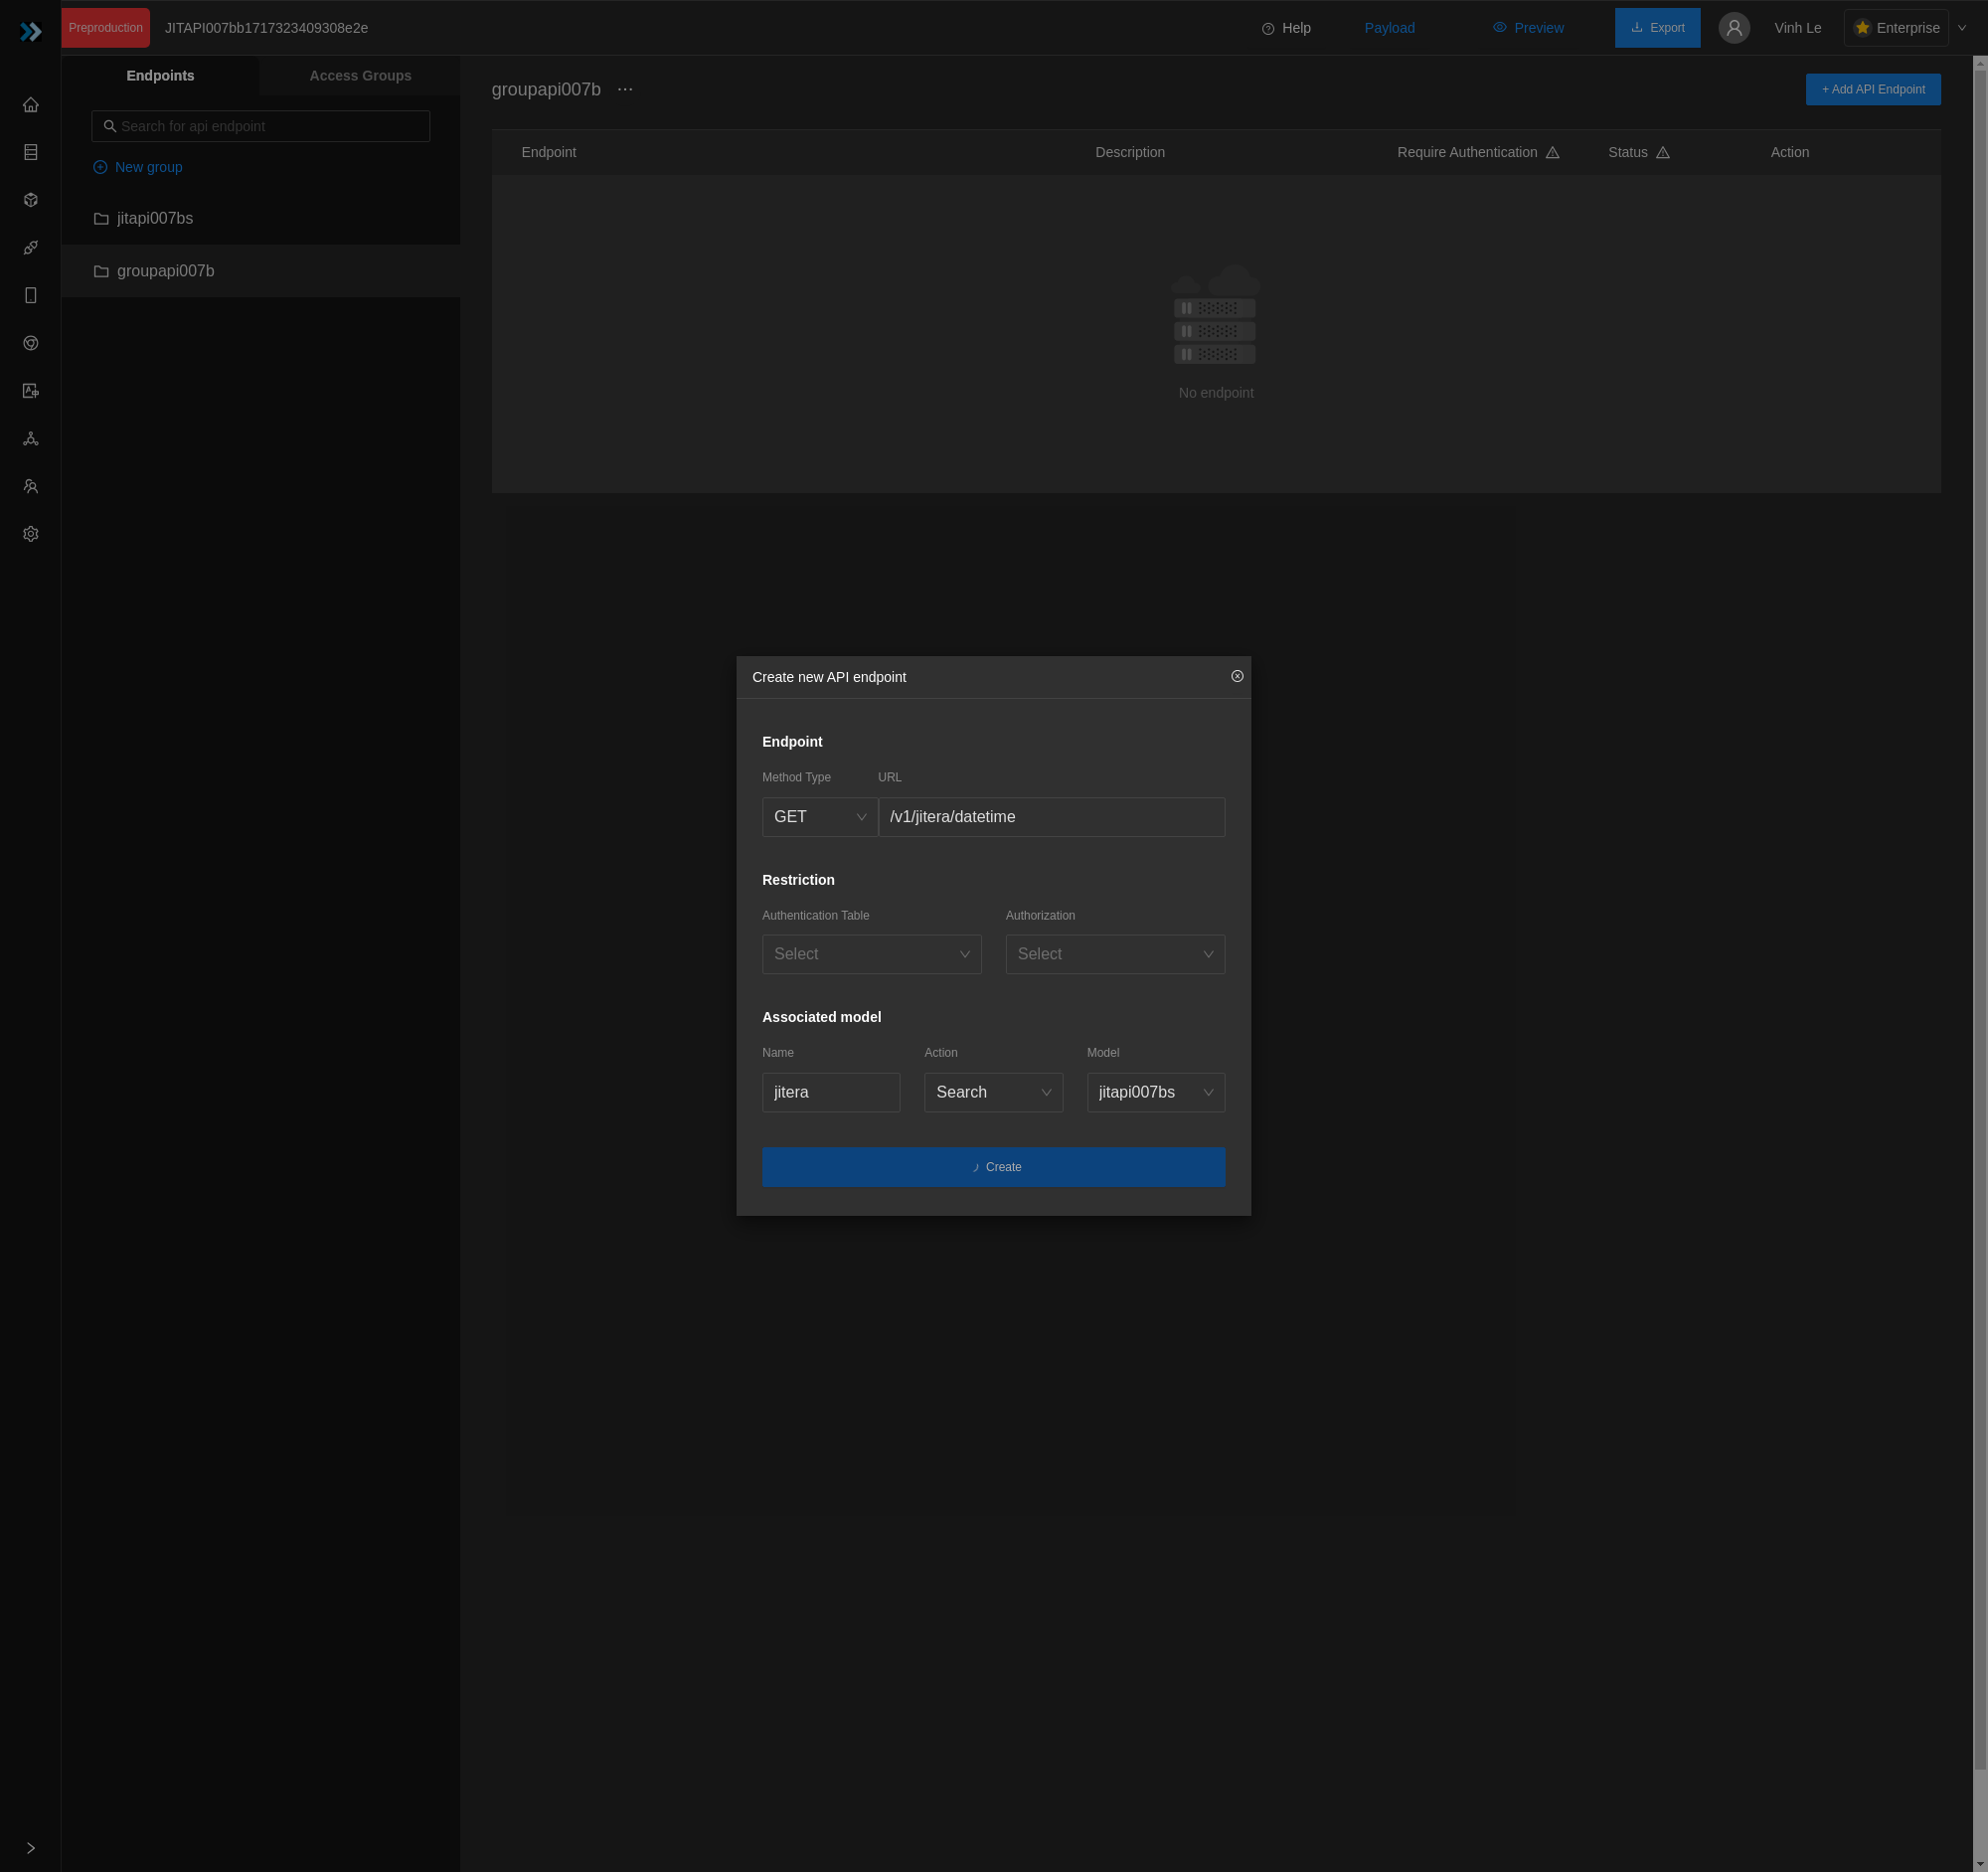 Preproduction JITAPI007bb1717323409308e2e Help Payload Preview Export Vinh Le Enterprise
Endpoints Access Groups
Search for api endpoint
New group
jitapi007bs
groupapi007b
groupapi007b ··· + Add API Endpoint
Endpoint Description Require Authentication Status Action
No endpoint
Create new API endpoint
Endpoint
Method Type URL
GET /v1/jitera/datetime
Restriction
Authentication Table Authorization
Select Select
Associated model
Name Action Model
jitera Search jitapi007bs
Create